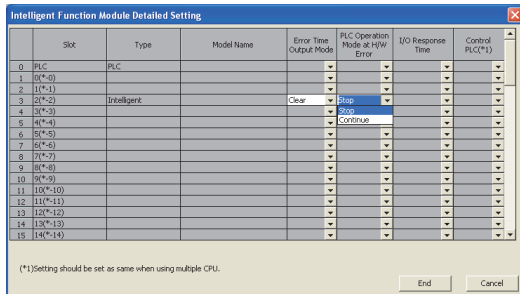 Intelligent Function Module Detailed Setting
Slot Type Model Name Error Time Output Mode PLC Operation Mode at H/W Error I/O Response Time Control PLC(*1)
0 PLC PLC
1 0(*-0)
2 1(*-1)
3 2(*-2) Intelligent Clear Stop
4 3(*-3) Stop
5 4(*-4) Continue
6 5(*-5)
7 6(*-6)
8 7(*-7)
9 8(*-8)
10 9(*-9)
11 10(*-10)
12 11(*-11)
13 12(*-12)
14 13(*-13)
15 14(*-14)
(*1)Setting should be set as same when using multiple CPU.
End Cancel